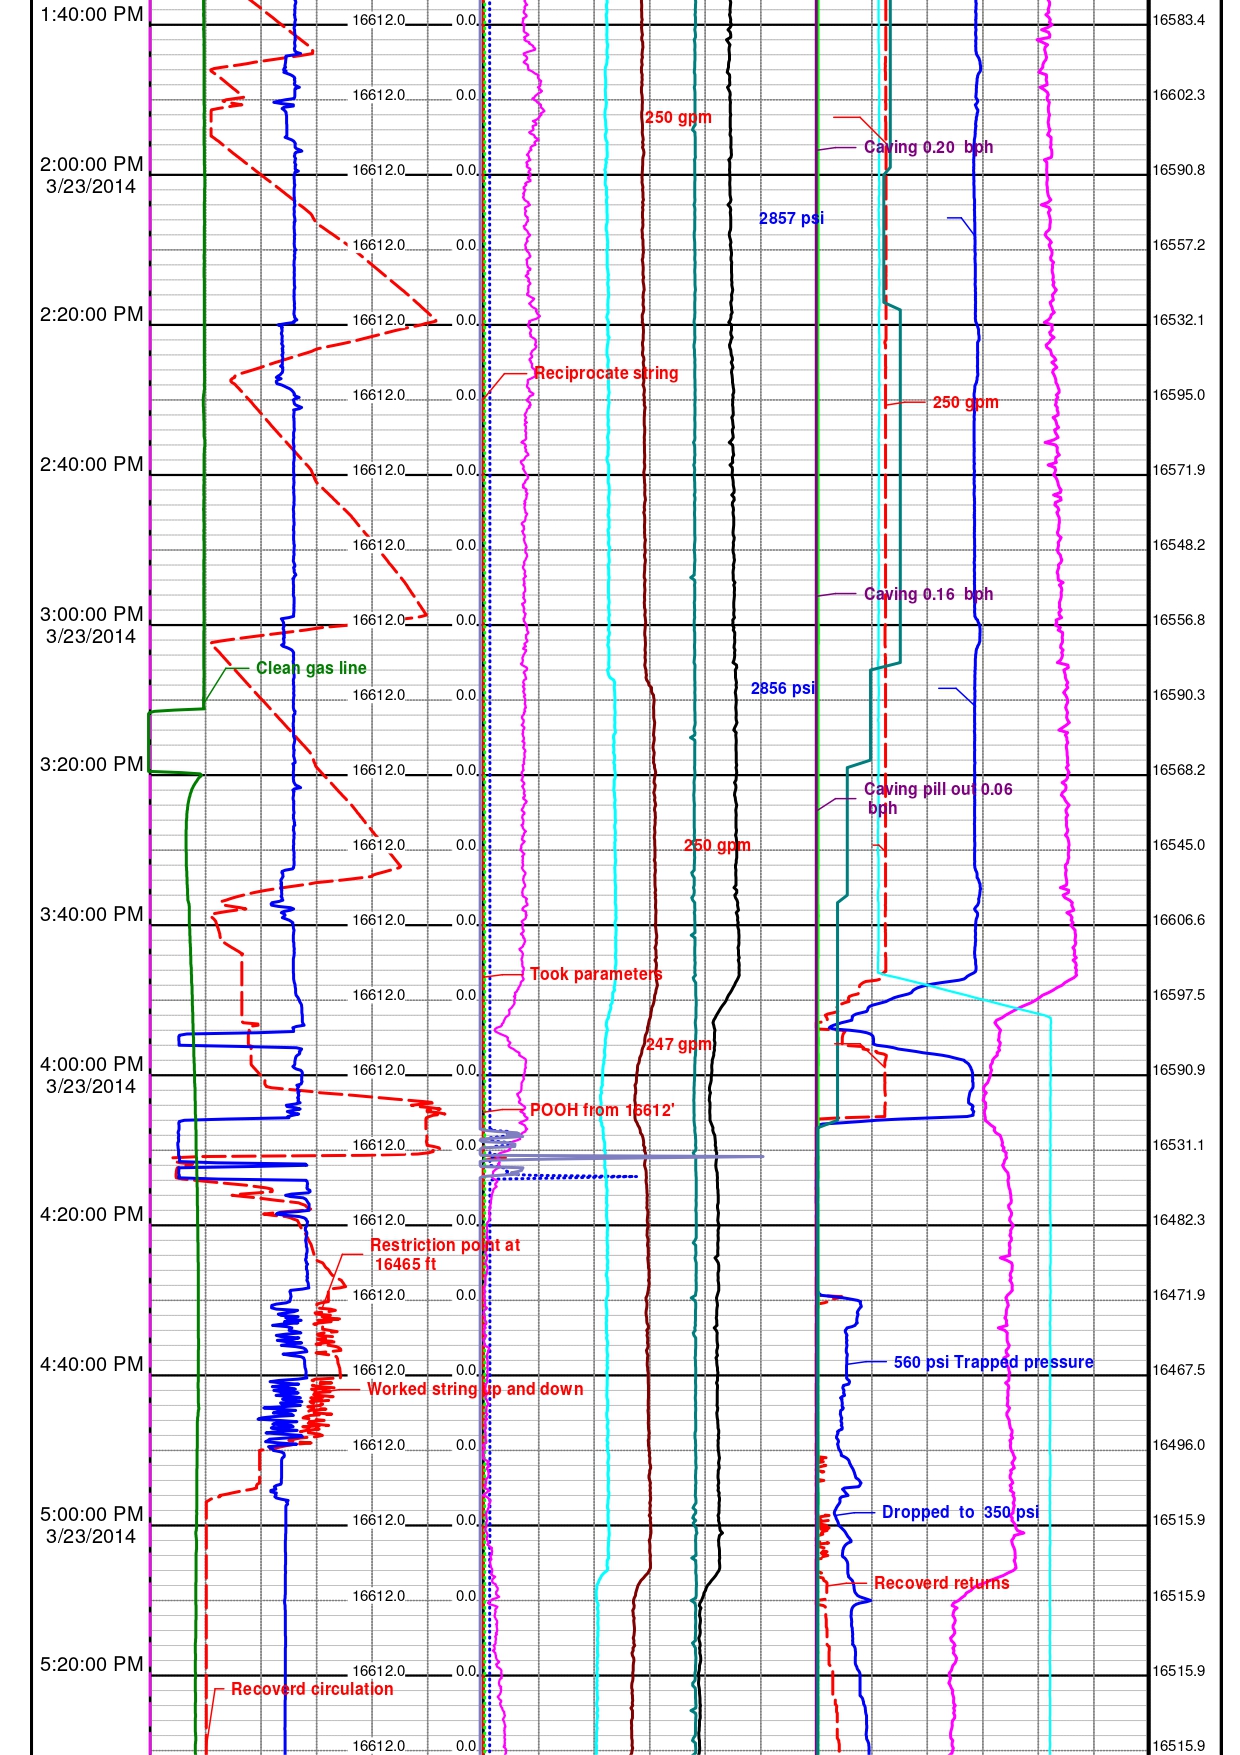 1:40:00 PM 16612.0 0.0 16583.4
16612.0 0.0 16602.3
250 gpm
Caving 0.20 bph
2:00:00 PM 16612.0 0.0 16590.8
3/23/2014
2857 psi
16612.0 0.0 16557.2
2:20:00 PM 16612.0 0.0 16532.1
Reciprocate string
16612.0 0.0 16595.0
250 gpm
2:40:00 PM 16612.0 0.0 16571.9
16612.0 0.0 16548.2
Caving 0.16 bph
3:00:00 PM 16612.0 0.0 16556.8
3/23/2014
Clean gas line
2856 psi
16612.0 0.0 16590.3
3:20:00 PM 16612.0 0.0 16568.2
Caving pill out 0.06
bph
250 gpm
16612.0 0.0 16545.0
3:40:00 PM 16612.0 0.0 16606.6
Took parameters
16612.0 0.0 16597.5
247 gpm
4:00:00 PM 16612.0 0.0 16590.9
3/23/2014
POOH from 16612'
16612.0 0.0 16531.1
4:20:00 PM 16612.0 0.0 16482.3
Restriction point at
16465 ft
16612.0 0.0 16471.9
560 psi Trapped pressure
4:40:00 PM 16612.0 0.0 16467.5
Worked string up and down
16612.0 0.0 16496.0
Dropped to 350 psi
5:00:00 PM 16612.0 0.0 16515.9
3/23/2014
Recoverd returns
16612.0 0.0 16515.9
5:20:00 PM 16612.0 0.0 16515.9
Recoverd circulation
16612.0 0.0 16515.9